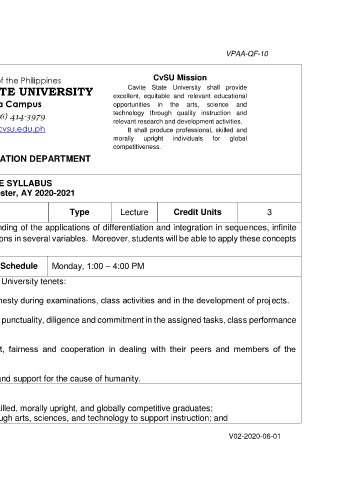 VPAA-QF-10
of the Philippines
TE UNIVERSITY
a Campus
6) 414-3979
cvsu.edu.ph
ATION DEPARTMENT
CvSU Mission
Cavite State University shall provide
excellent, equitable and relevant educational
opportunities in the arts, science and
technology through quality instruction and
relevant research and development activities.
It shall produce professional, skilled and
morally upright individuals for global
competitiveness.
E SYLLABUS
ester, AY 2020-2021
Type Lecture Credit Units 3
nding of the applications of differentiation and integration in sequences, infinite
ons in several variables. Moreover, students will be able to apply these concepts
Schedule Monday, 1:00 – 4:00 PM
University tenets:
nesty during examinations, class activities and in the development of projects.
punctuality, diligence and commitment in the assigned tasks, class performance
t, fairness and cooperation in dealing with their peers and members of the
nd support for the cause of humanity.
illed, morally upright, and globally competitive graduates;
ugh arts, sciences, and technology to support instruction; and
V02-2020-06-01